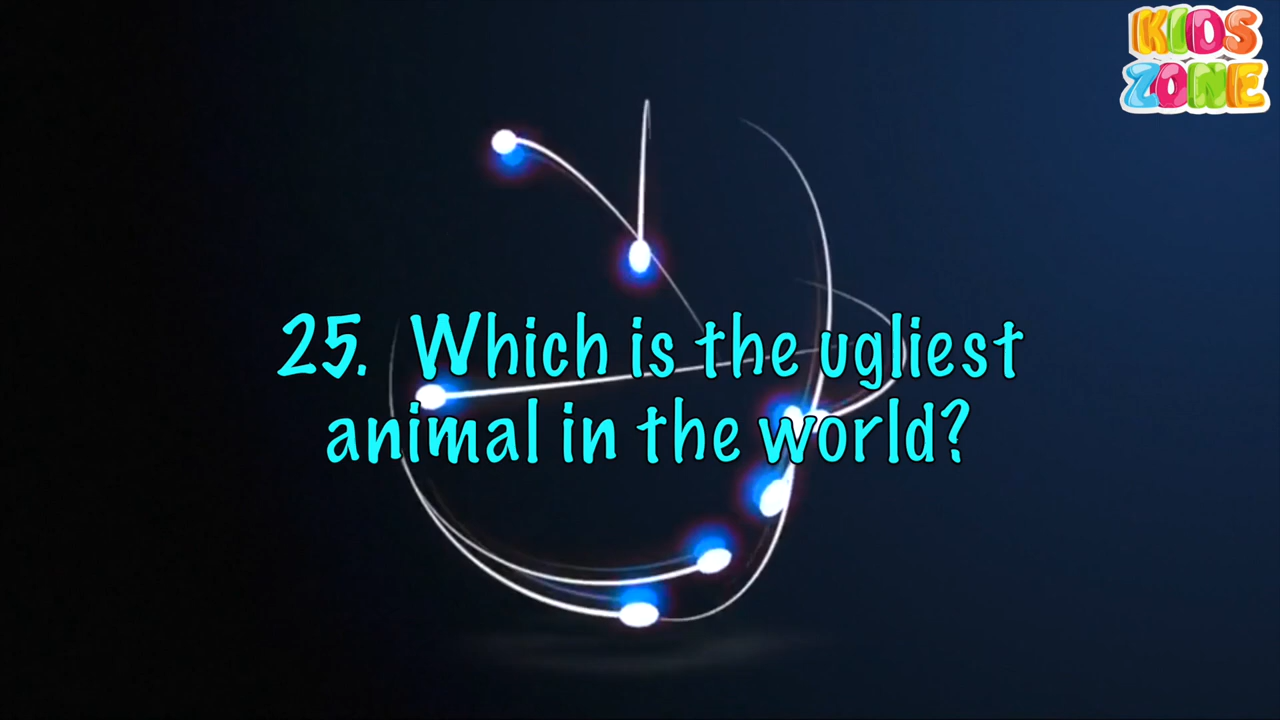 KIDS
ZONE
25. Which is the ugliest
animal in the world?